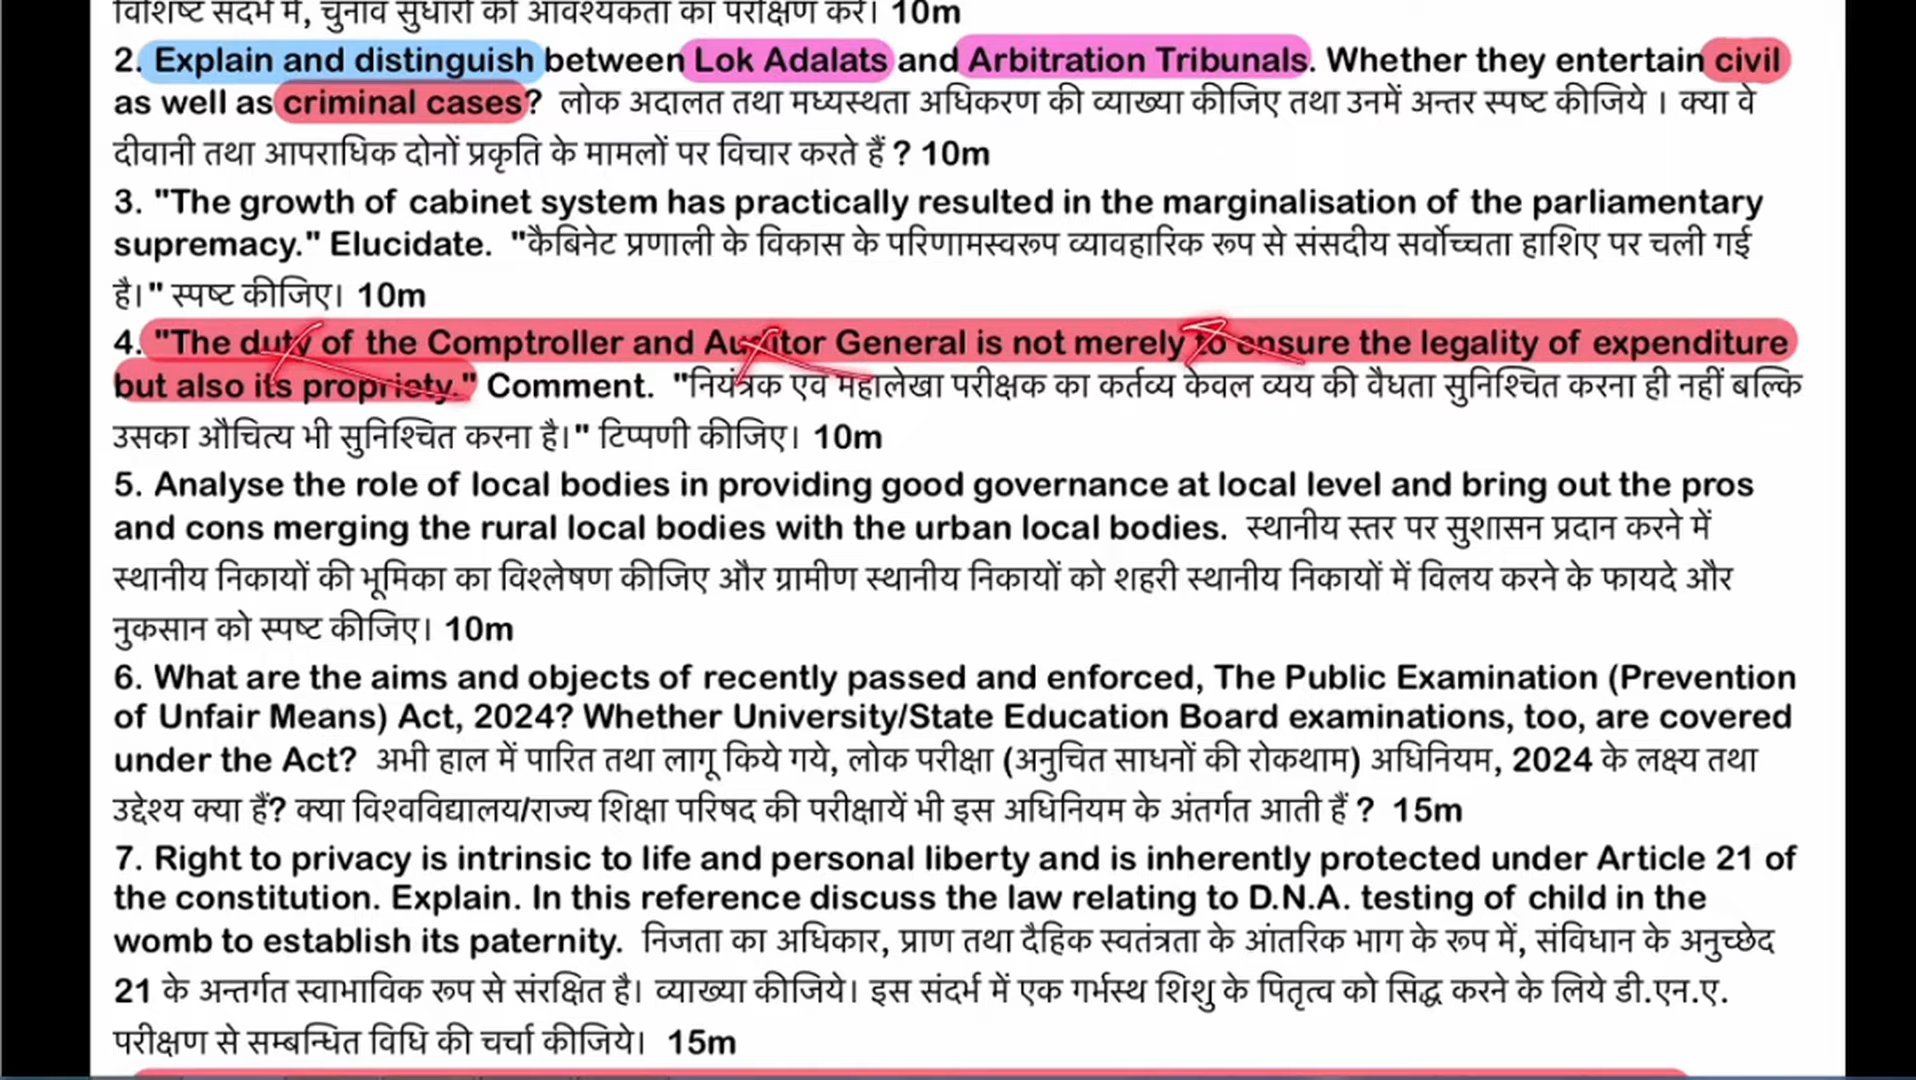 विशिष्ट संदर्भ में, चुनाव सुधारों की आवश्यकता का परीक्षण करें। 10m
2. Explain and distinguish between Lok Adalats and Arbitration Tribunals. Whether they entertain civil
as well as criminal cases? लोक अदालत तथा मध्यस्थता अधिकरण की व्याख्या कीजिए तथा उनमें अन्तर स्पष्ट कीजिये । क्या वे
दीवानी तथा आपराधिक दोनों प्रकृति के मामलों पर विचार करते हैं ? 10m
3. "The growth of cabinet system has practically resulted in the marginalisation of the parliamentary
supremacy." Elucidate. "कैबिनेट प्रणाली के विकास के परिणामस्वरूप व्यावहारिक रूप से संसदीय सर्वोच्चता हाशिए पर चली गई
है।" स्पष्ट कीजिए। 10m
4. "The duty of the Comptroller and Auditor General is not merely to ensure the legality of expenditure
but also its propriety." Comment. "नियंत्रक एवं महालेखा परीक्षक का कर्तव्य केवल व्यय की वैधता सुनिश्चित करना ही नहीं बल्कि
उसका औचित्य भी सुनिश्चित करना है।" टिप्पणी कीजिए। 10m
5. Analyse the role of local bodies in providing good governance at local level and bring out the pros
and cons merging the rural local bodies with the urban local bodies. स्थानीय स्तर पर सुशासन प्रदान करने में
स्थानीय निकायों की भूमिका का विश्लेषण कीजिए और ग्रामीण स्थानीय निकायों को शहरी स्थानीय निकायों में विलय करने के फायदे और
नुकसान को स्पष्ट कीजिए। 10m
6. What are the aims and objects of recently passed and enforced, The Public Examination (Prevention
of Unfair Means) Act, 2024? Whether University/State Education Board examinations, too, are covered
under the Act? अभी हाल में पारित तथा लागू किये गये, लोक परीक्षा (अनुचित साधनों की रोकथाम) अधिनियम, 2024 के लक्ष्य तथा
उद्देश्य क्या हैं? क्या विश्वविद्यालय/राज्य शिक्षा परिषद की परीक्षायें भी इस अधिनियम के अंतर्गत आती हैं ? 15m
7. Right to privacy is intrinsic to life and personal liberty and is inherently protected under Article 21 of
the constitution. Explain. In this reference discuss the law relating to D.N.A. testing of child in the
womb to establish its paternity. निजता का अधिकार, प्राण तथा दैहिक स्वतंत्रता के आंतरिक भाग के रूप में, संविधान के अनुच्छेद
21 के अन्तर्गत स्वाभाविक रूप से संरक्षित है। व्याख्या कीजिये। इस संदर्भ में एक गर्भस्थ शिशु के पितृत्व को सिद्ध करने के लिये डी.एन.ए.
परीक्षण से सम्बन्धित विधि की चर्चा कीजिये। 15m